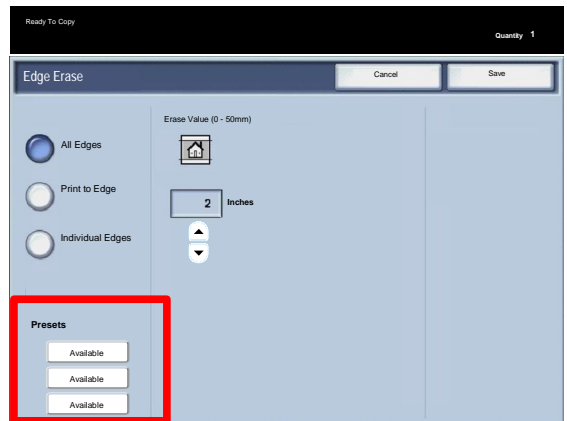 Ready To Copy
Quantity 1
Edge Erase
Cancel
Save
Erase Value (0 - 50mm)
All Edges
Print to Edge
2 Inches
Individual Edges
Presets
Available
Available
Available